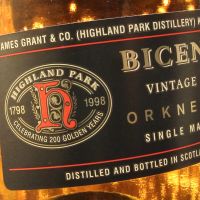 JAMES GRANT & CO. (HIGHLAND PARK DISTILLERY)
BICEN
HIGHLAND PARK
1798
H
1998
CELEBRATING 200 GOLDEN YEARS
VINTAGE
ORKNE
SINGLE MA
DISTILLED AND BOTTLED IN SCOTL